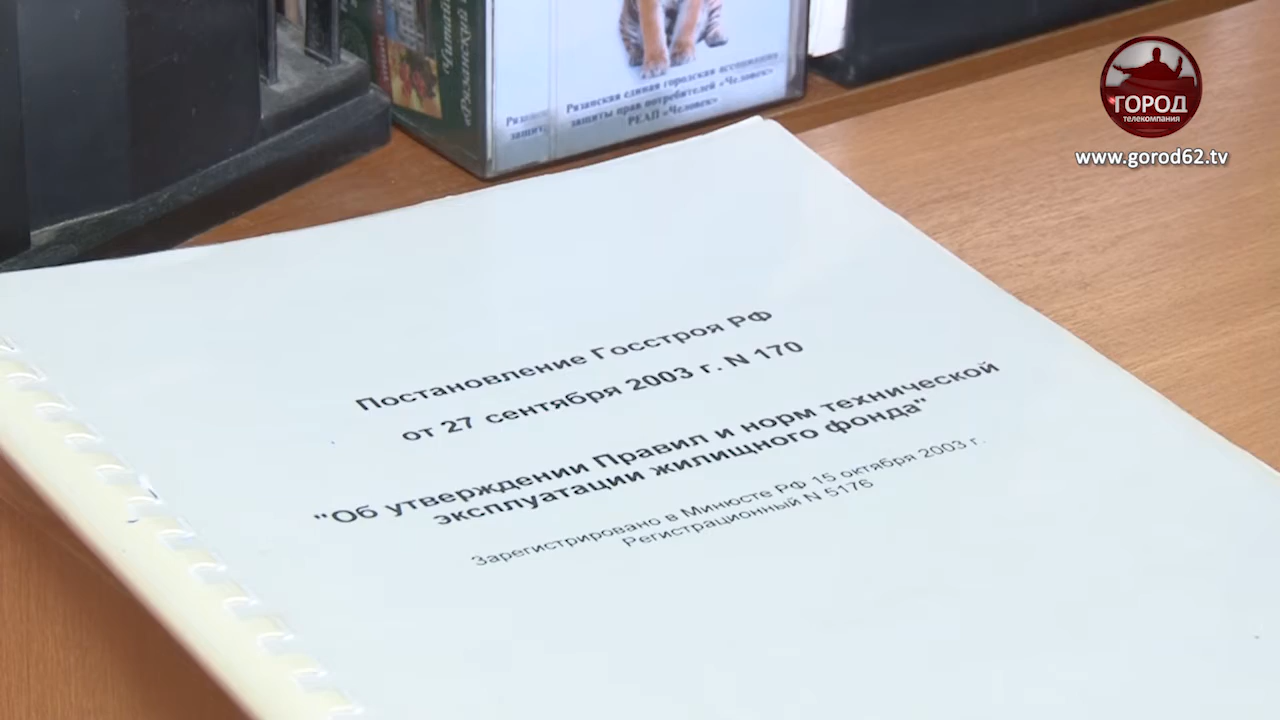 Читай
Рязанский
Рязанская единая городская ассоциация
защиты прав потребителей «Человек»
РЕАП «Человек»
ГОРОД
телекомпания
www.gorod62.tv
Постановление Госстроя РФ
от 27 сентября 2003 г. N 170
"Об утверждении Правил и норм технической
эксплуатации жилищного фонда"
Зарегистрировано в Минюсте РФ 15 октября 2003 г.
Регистрационный N 5176